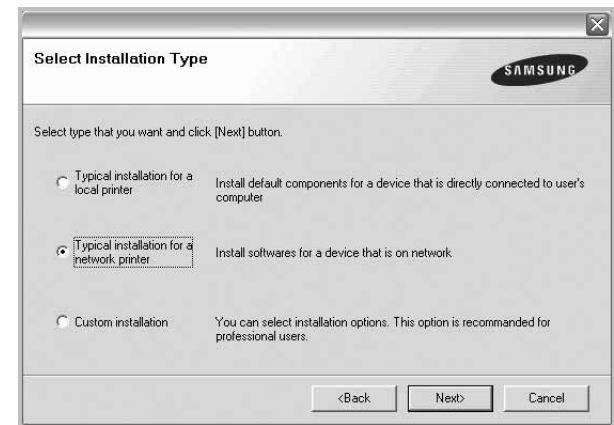 Select Installation Type
SAMSUNG
Select type that you want and click [Next] button.
Typical installation for a
local printer
Install default components for a device that is directly connected to user's
computer
Typical installation for a
network printer
Install softwares for a device that is on network
Custom installation
You can select installation options. This option is recommanded for
professional users.
<Back
Next>
Cancel